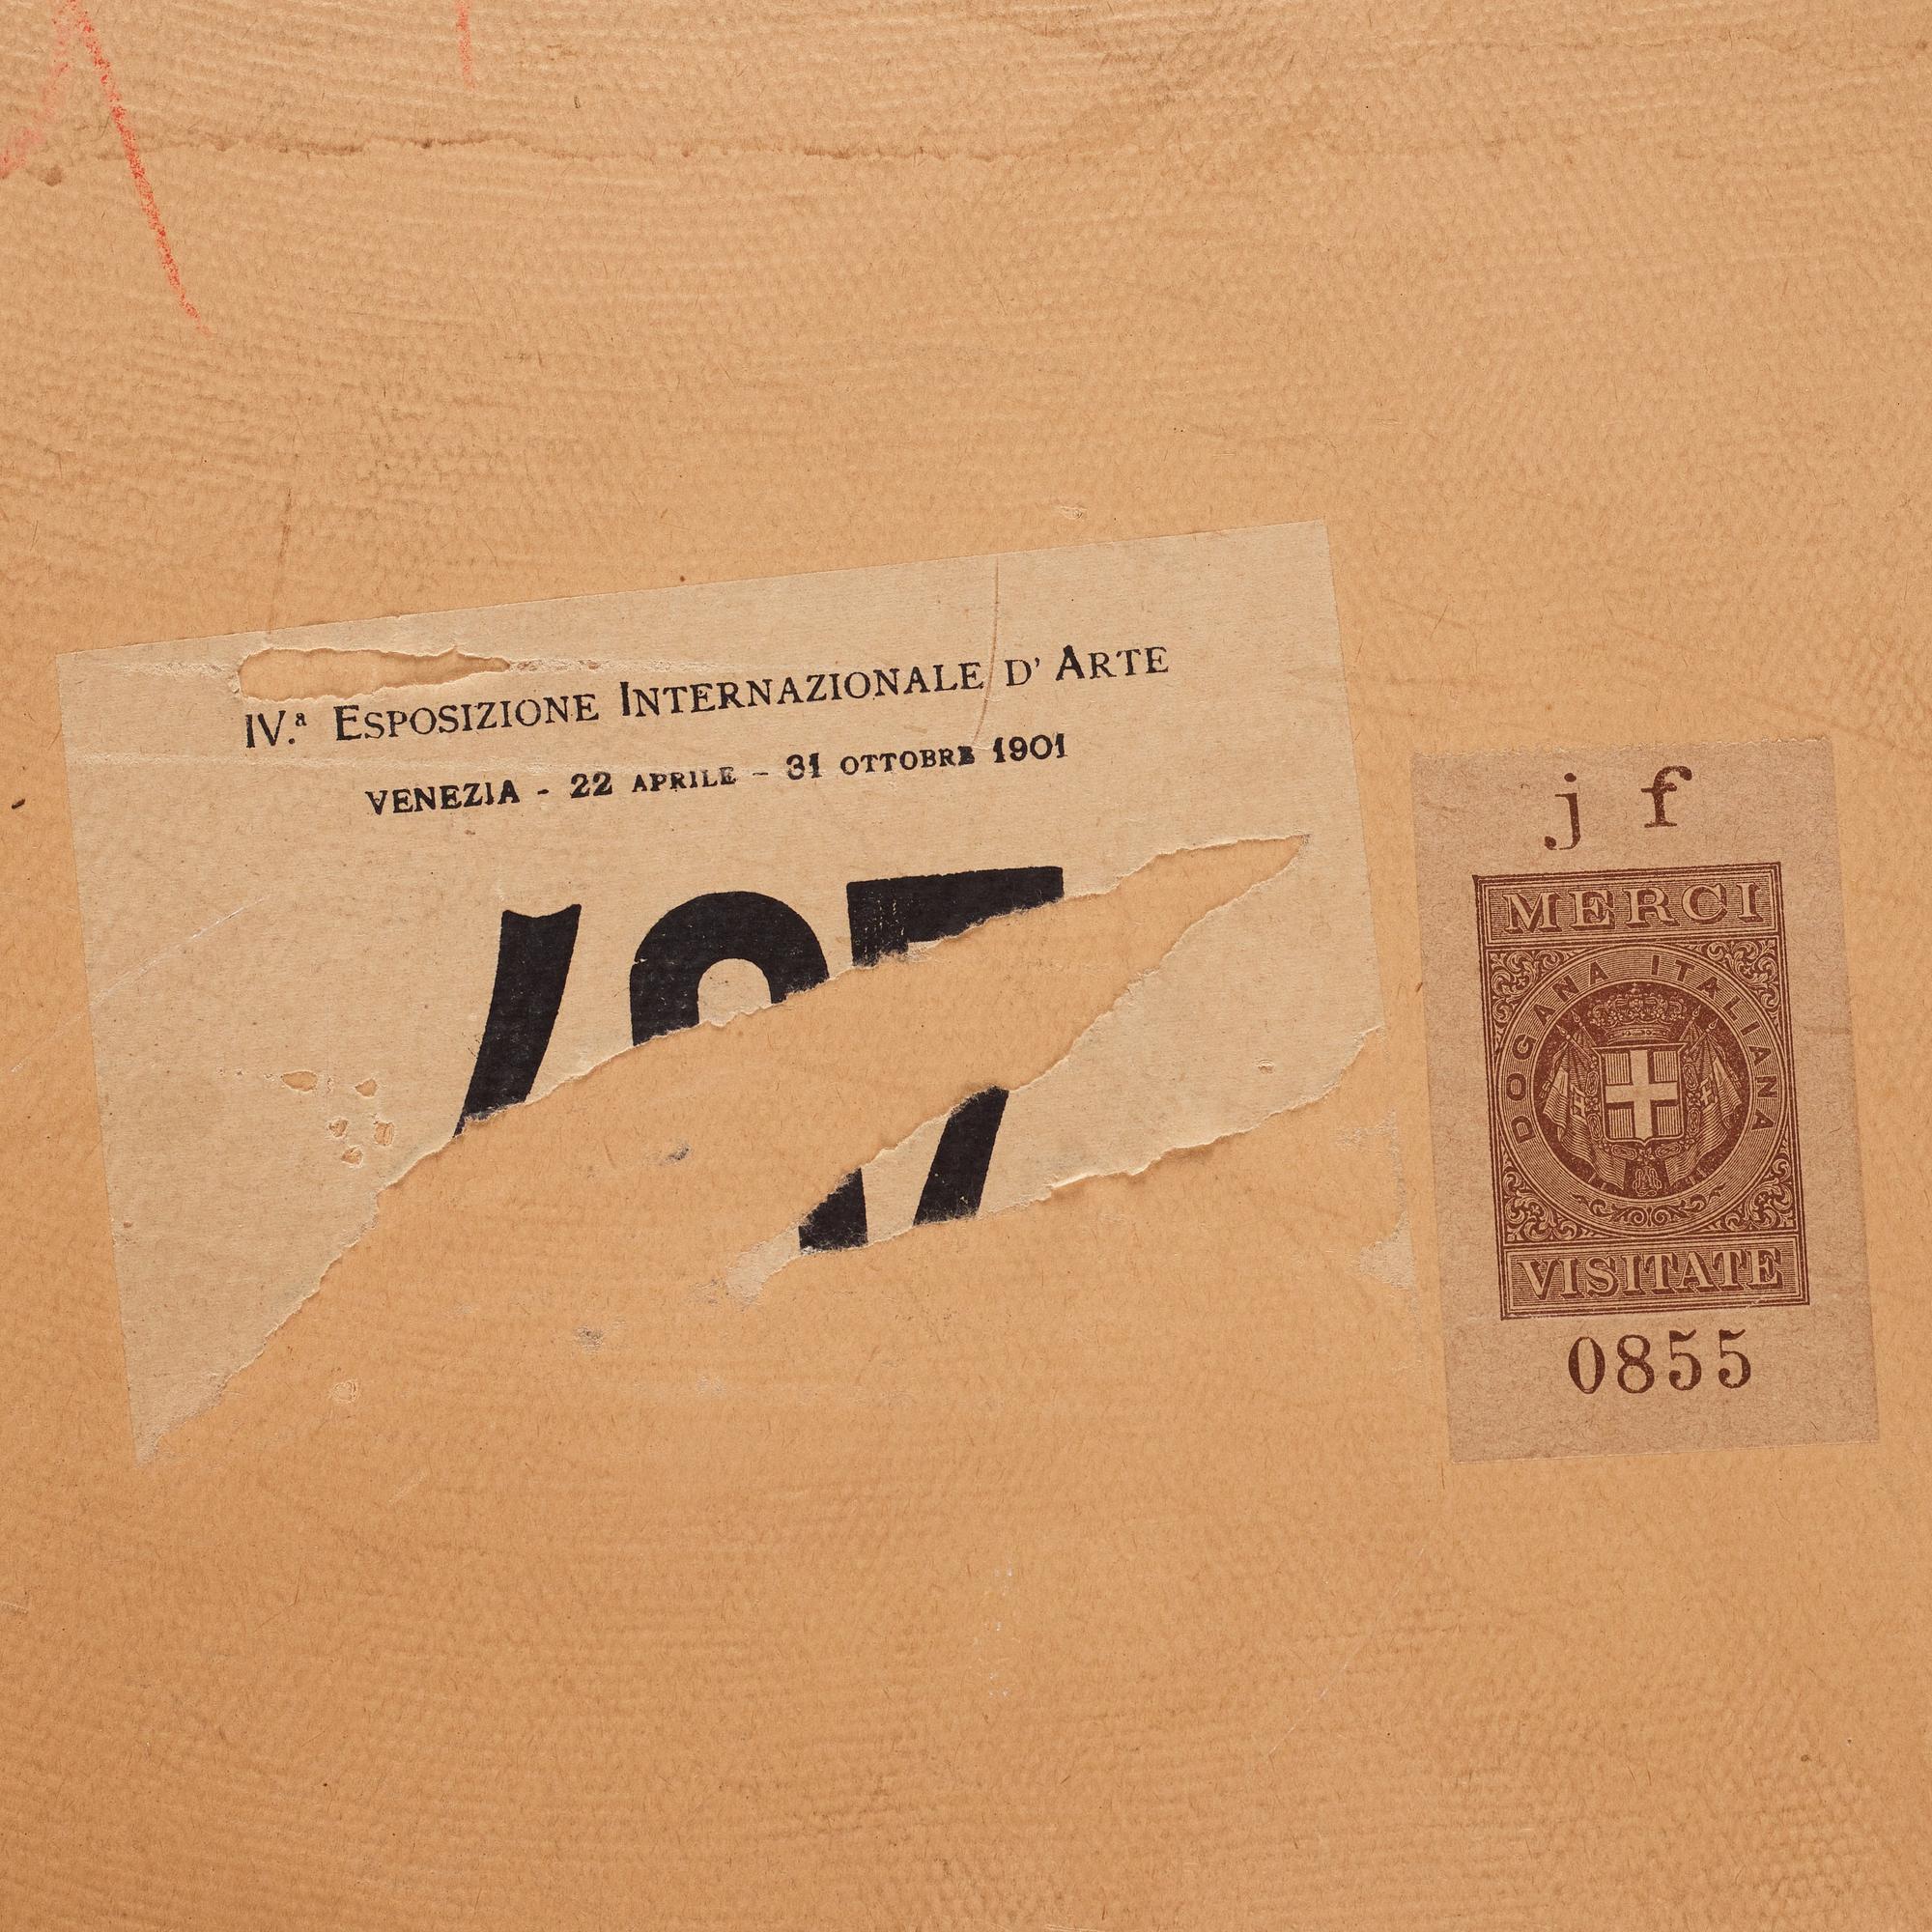 IV.ª Esposizione Internazionale d' Arte
VENEZIA - 22 APRILE - 31 OTTOBRE 1901
j f
MERCI
DOGANA ITALIANA
VISITATE
0855